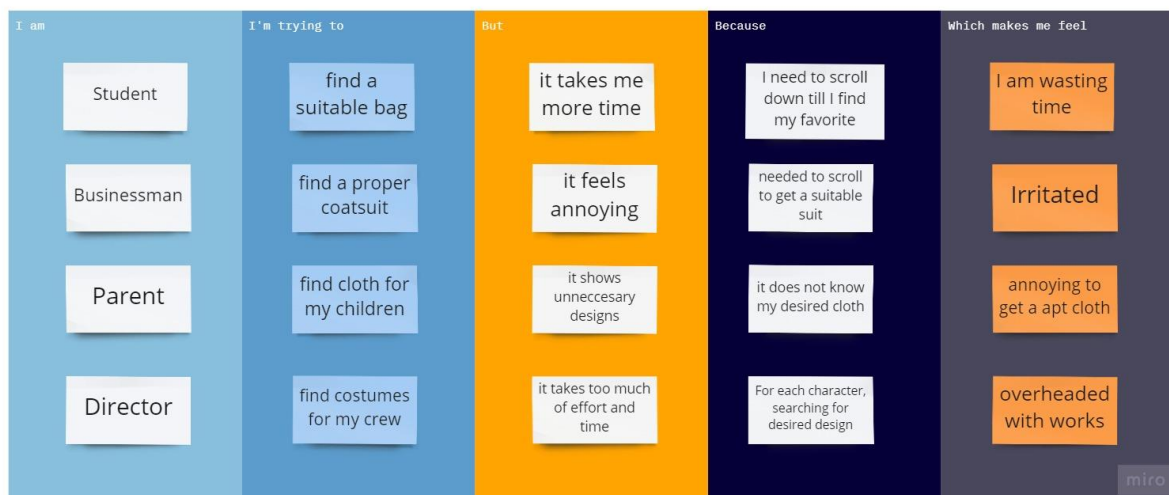 I am
I'm trying to
But
Because
Which makes me feel
Student
find a
suitable bag
it takes me
more time
I need to scroll
down till I find
my favorite
I am wasting
time
Businessman
find a proper
coatsuit
it feels
annoying
needed to scroll
to get a suitable
suit
Irritated
Parent
find cloth for
my children
it shows
unneccesary
designs
it does not know
my desired cloth
annoying to
get a apt cloth
Director
find costumes
for my crew
it takes too much
of effort and
time
For each character,
searching for
desired design
overheaded
with works
miro